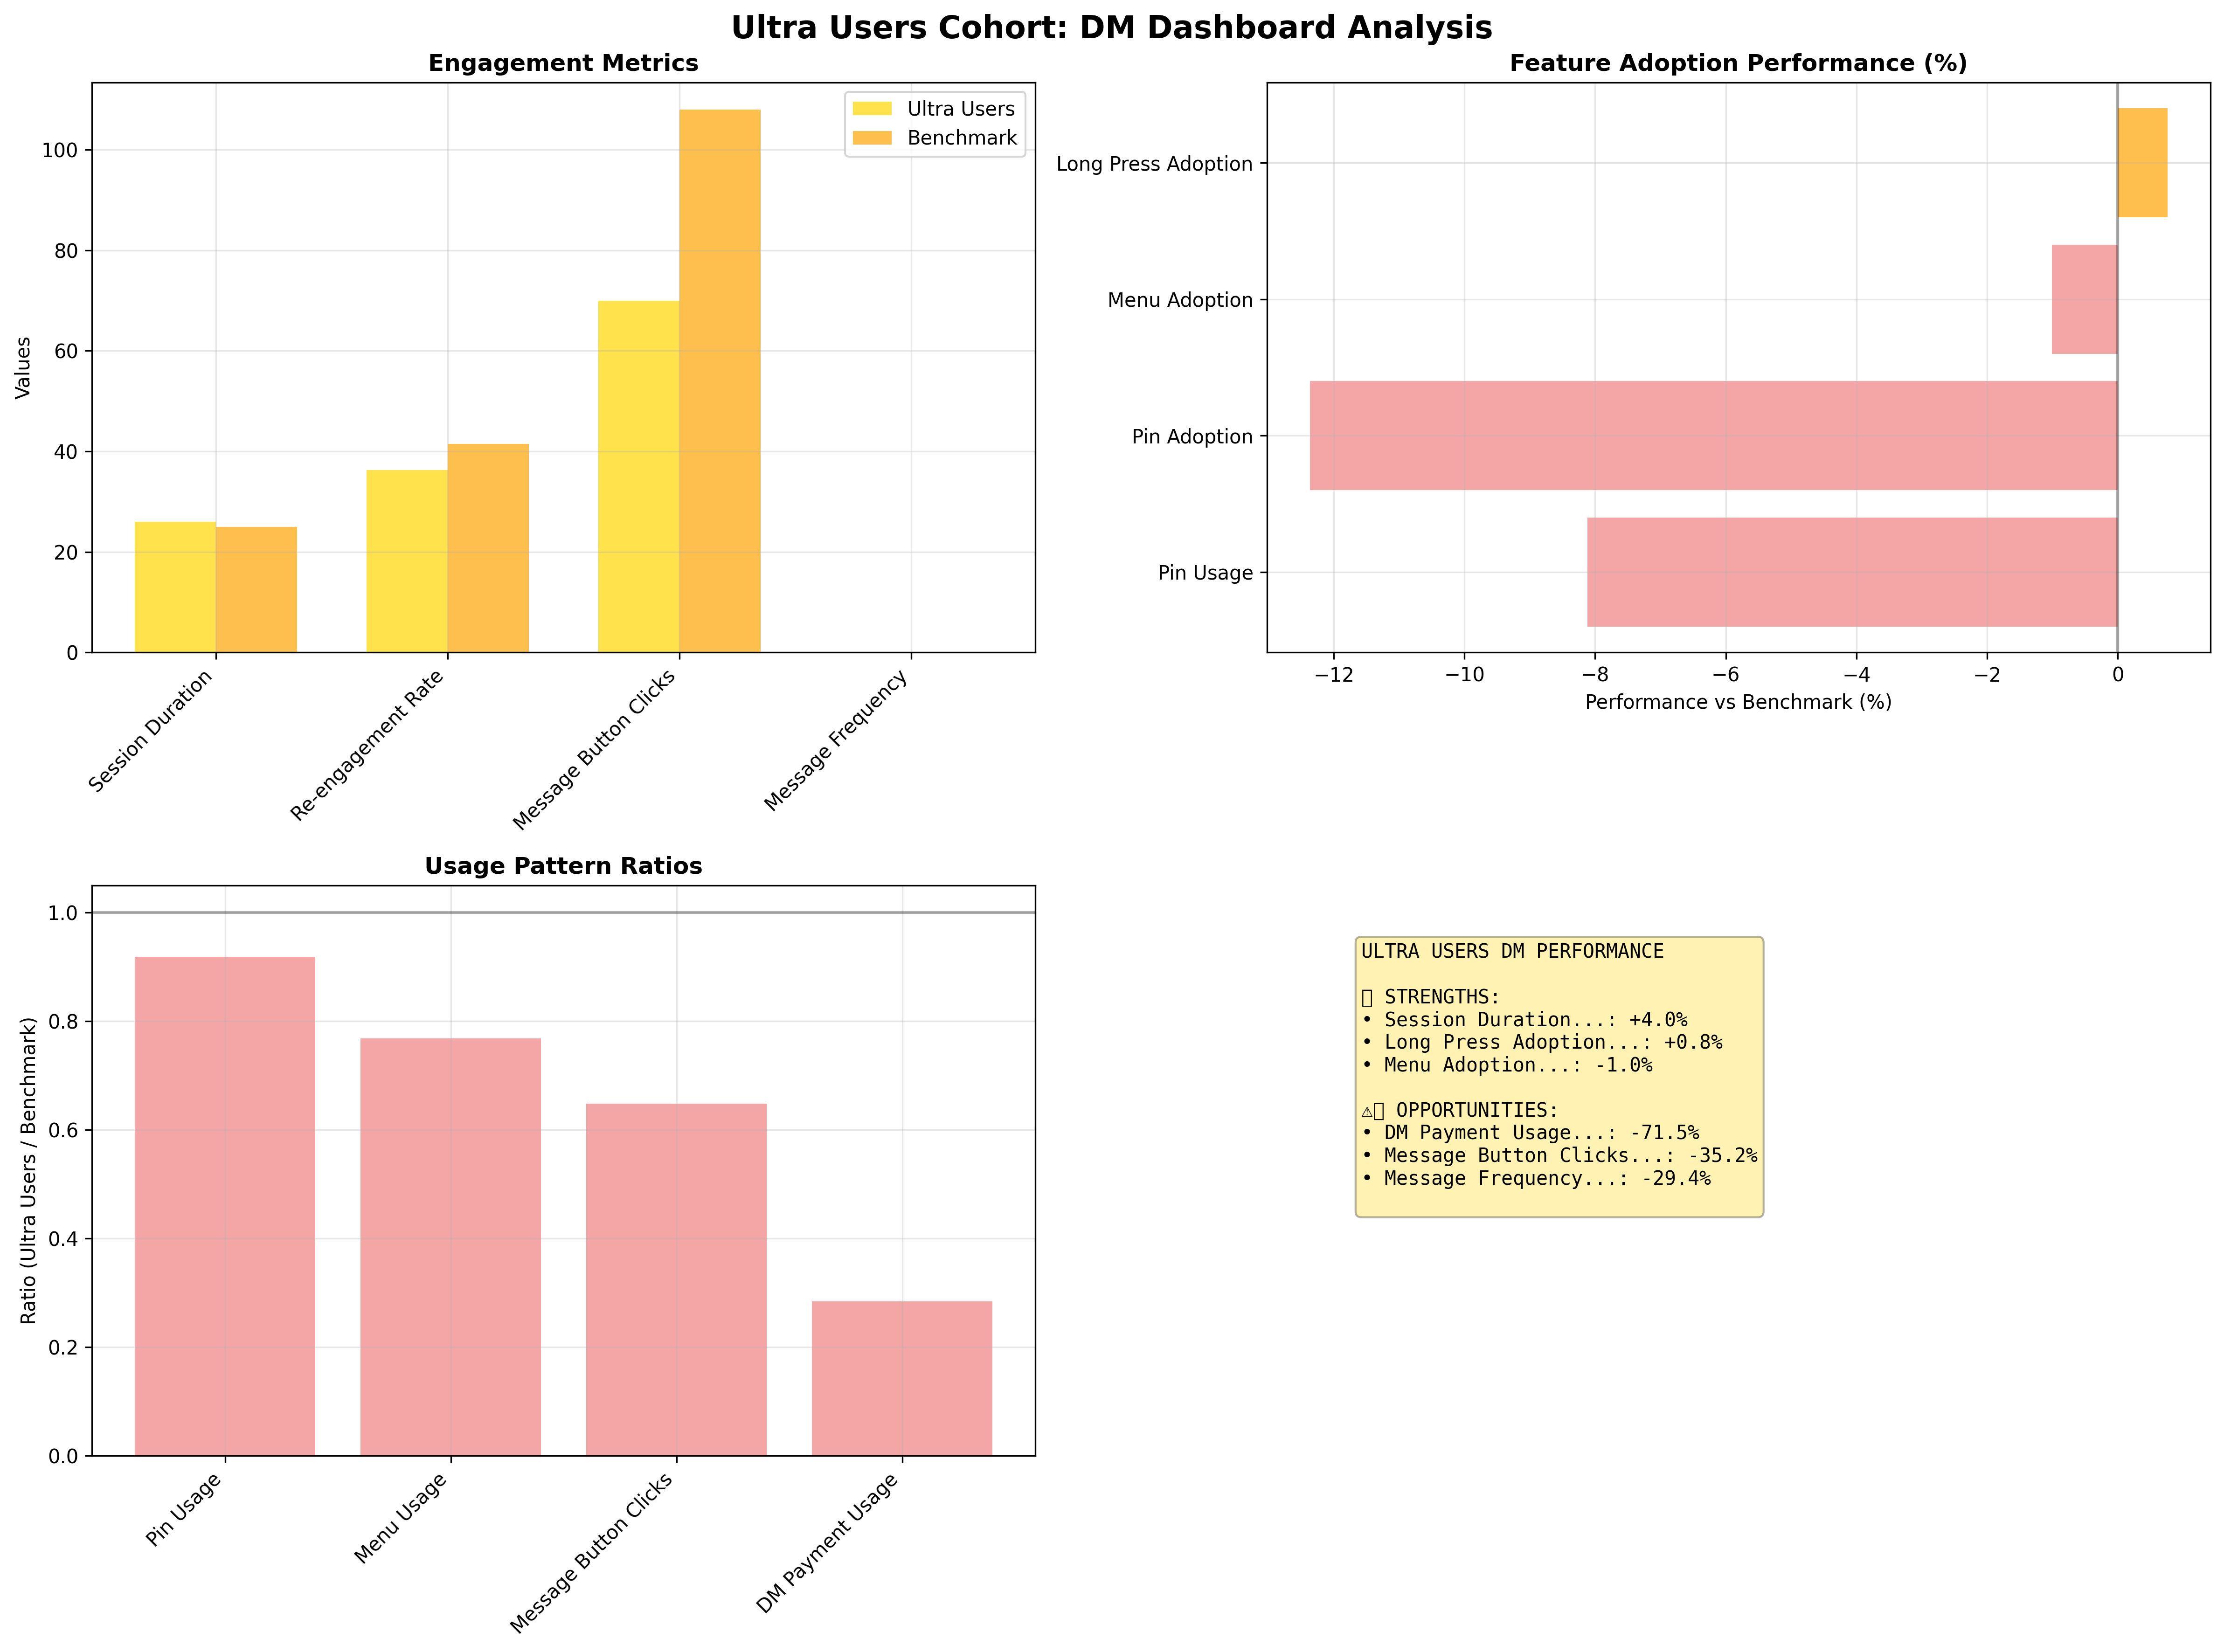 Ultra Users Cohort: DM Dashboard Analysis
Engagement Metrics
Ultra Users
Benchmark
Values
0
20
40
60
80
100
Session Duration
Re-engagement Rate
Message Button Clicks
Message Frequency
Feature Adoption Performance (%)
Long Press Adoption
Menu Adoption
Pin Adoption
Pin Usage
−12
−10
−8
−6
−4
−2
0
Performance vs Benchmark (%)
Usage Pattern Ratios
Ratio (Ultra Users / Benchmark)
1.0
0.8
0.6
0.4
0.2
0.0
Pin Usage
Menu Usage
Message Button Clicks
DM Payment Usage
ULTRA USERS DM PERFORMANCE
STRENGTHS:
• Session Duration...: +4.0%
• Long Press Adoption...: +0.8%
• Menu Adoption...: -1.0%
⚠ OPPORTUNITIES:
• DM Payment Usage...: -71.5%
• Message Button Clicks...: -35.2%
• Message Frequency...: -29.4%